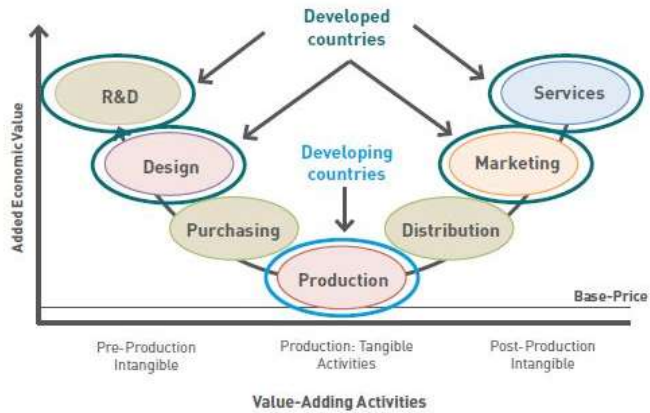 Developed
countries
R&D
Services
Design
Developing
countries
Marketing
Purchasing
Distribution
Production
Base-Price
Added Economic Value
Pre-Production
Intangible
Production: Tangible
Activities
Post-Production
Intangible
Value-Adding Activities